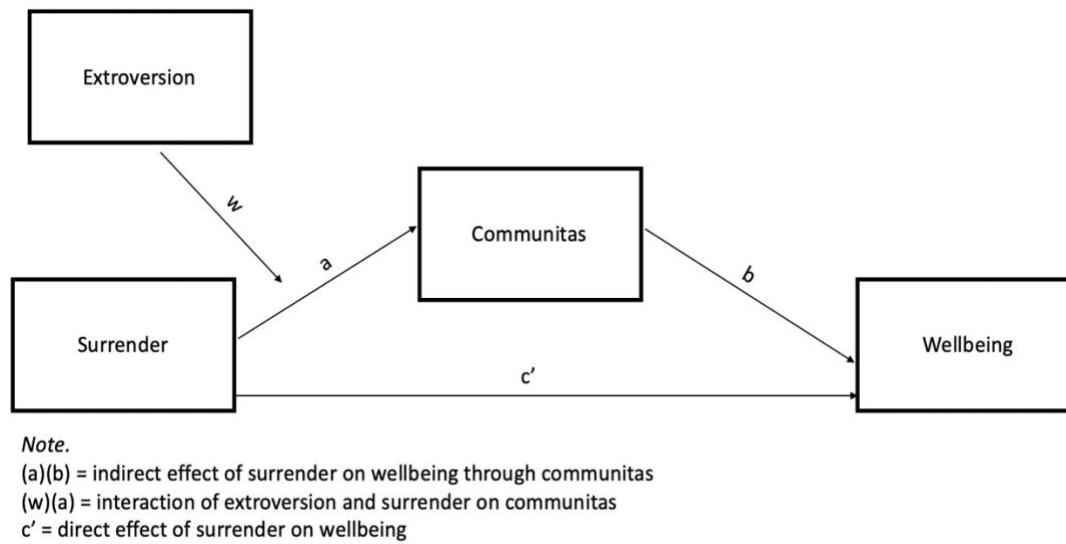 Extroversion
w
Communitas
a
b
Surrender
Wellbeing
c’
Note.
(a)(b) = indirect effect of surrender on wellbeing through communitas
(w)(a) = interaction of extroversion and surrender on communitas
c’ = direct effect of surrender on wellbeing